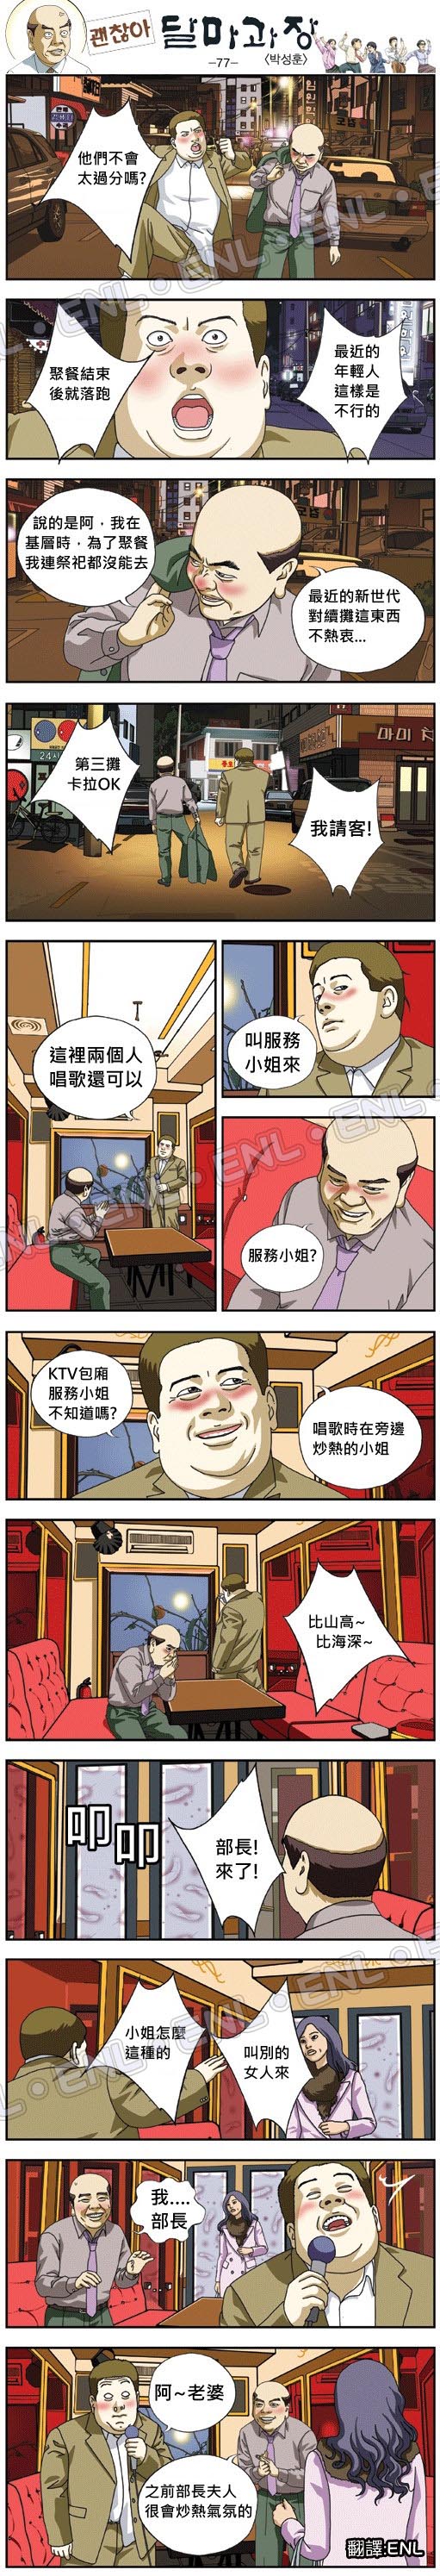 괜찮아
달마과장
-77-
〈박성훈〉
他們不會
太過分嗎?
聚餐結束
後就落跑
最近的
年輕人
這樣是
不行的
說的是阿，我在
基層時，為了聚餐
我連祭祀都沒能去
最近的新世代
對續攤這東西
不熱衷...
第三攤
卡拉OK
我請客!
這裡兩個人
唱歌還可以
叫服務
小姐來
服務小姐?
KTV包廂
服務小姐
不知道嗎?
唱歌時在旁邊
炒熱的小姐
比山高~
比海深~
叩叩
部長!
來了!
小姐怎麼
這種的
叫別的
女人來
我....
部長
阿~老婆
之前部長夫人
很會炒熱氣氛的
翻譯:ENL